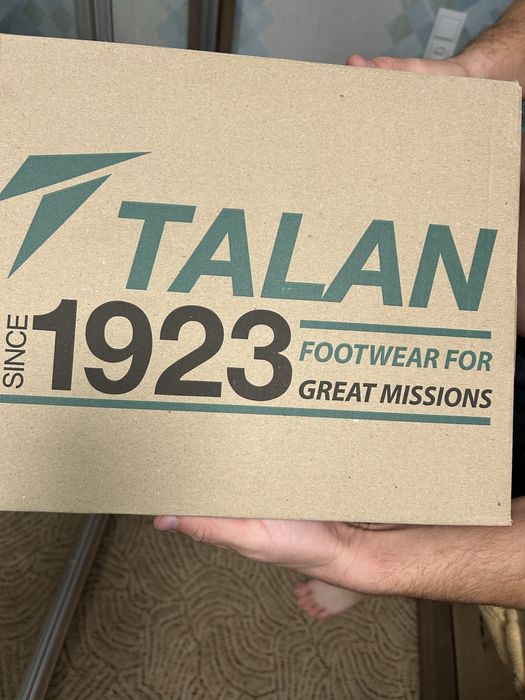 TALAN
SINCE 1923
FOOTWEAR FOR
GREAT MISSIONS